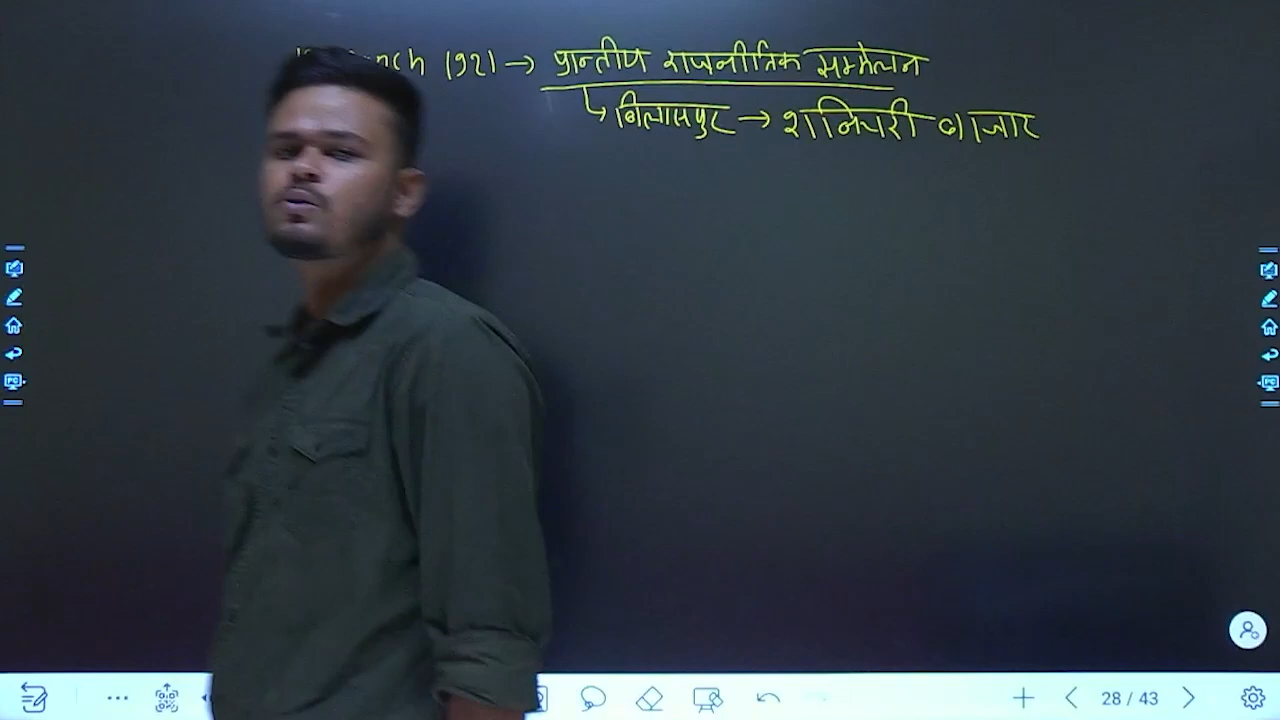 1921 → प्रान्तीय राजनीतिक सम्मेलन
↳ बिलासपुर → शनिचरी बाजार
28 / 43